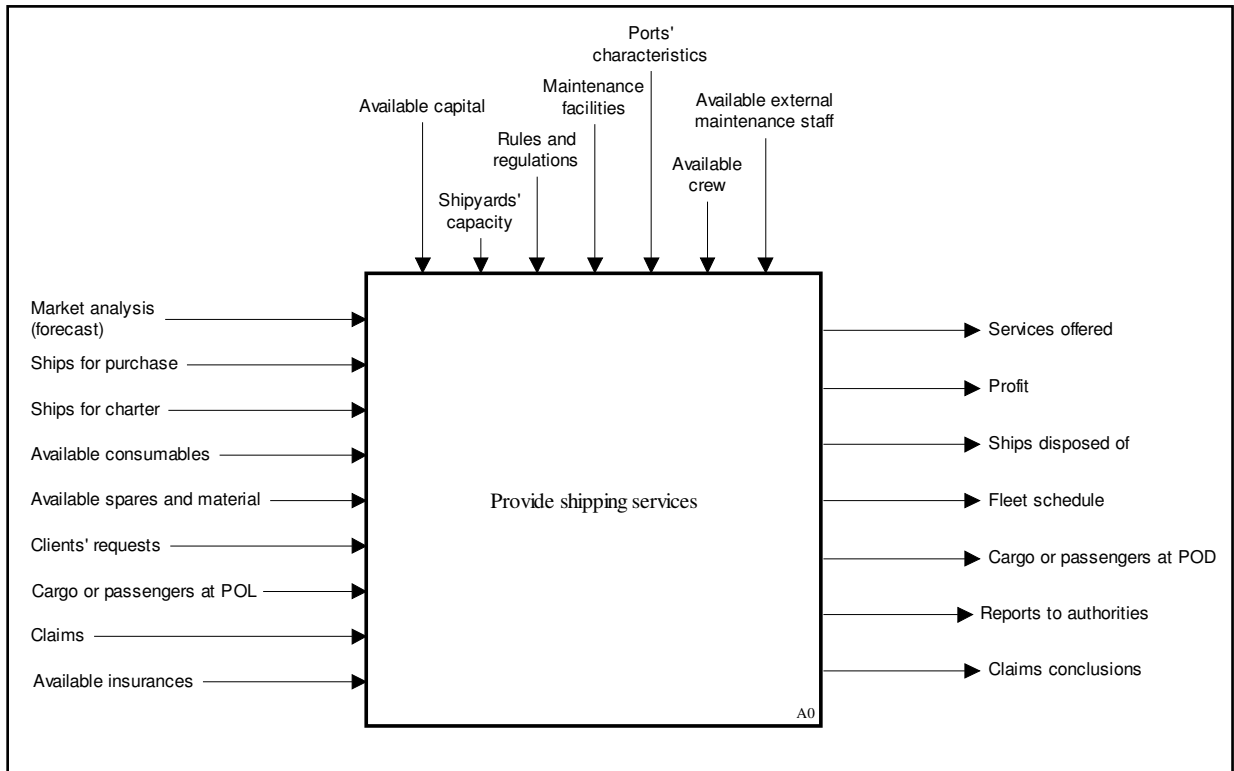 Ports'
characteristics
Maintenance
facilities
Available external
maintenance staff
Available capital
Rules and
regulations
Available
crew
Shipyards'
capacity
Market analysis
(forecast)
Ships for purchase
Ships for charter
Available consumables
Available spares and material
Clients' requests
Cargo or passengers at POL
Claims
Available insurances
Provide shipping services
A0
Services offered
Profit
Ships disposed of
Fleet schedule
Cargo or passengers at POD
Reports to authorities
Claims conclusions